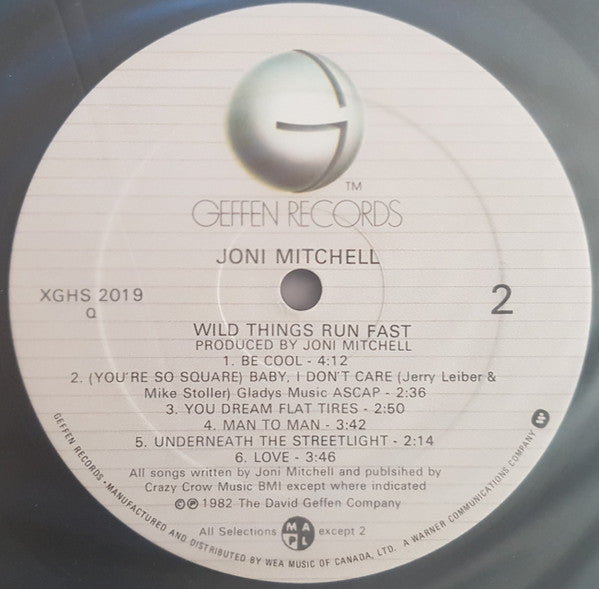 TM
GEFFEN RECORDS
JONI MITCHELL
XGHS 2019
Q
2
WILD THINGS RUN FAST
PRODUCED BY JONI MITCHELL
1. BE COOL - 4:12
2. (YOU'RE SO SQUARE) BABY, I DON'T CARE (Jerry Leiber &
Mike Stoller) Gladys Music ASCAP - 2:36
3. YOU DREAM FLAT TIRES - 2:50
4. MAN TO MAN - 3:42
5. UNDERNEATH THE STREETLIGHT - 2:14
6. LOVE - 3:46
All songs written by Joni Mitchell and publsihed by
Crazy Crow Music BMI except where indicated
©℗ 1982 The David Geffen Company
All Selections MAPL except 2
GEFFEN RECORDS • MANUFACTURED AND DISTRIBUTED BY WEA MUSIC OF CANADA, LTD. A WARNER COMMUNICATIONS COMPANY